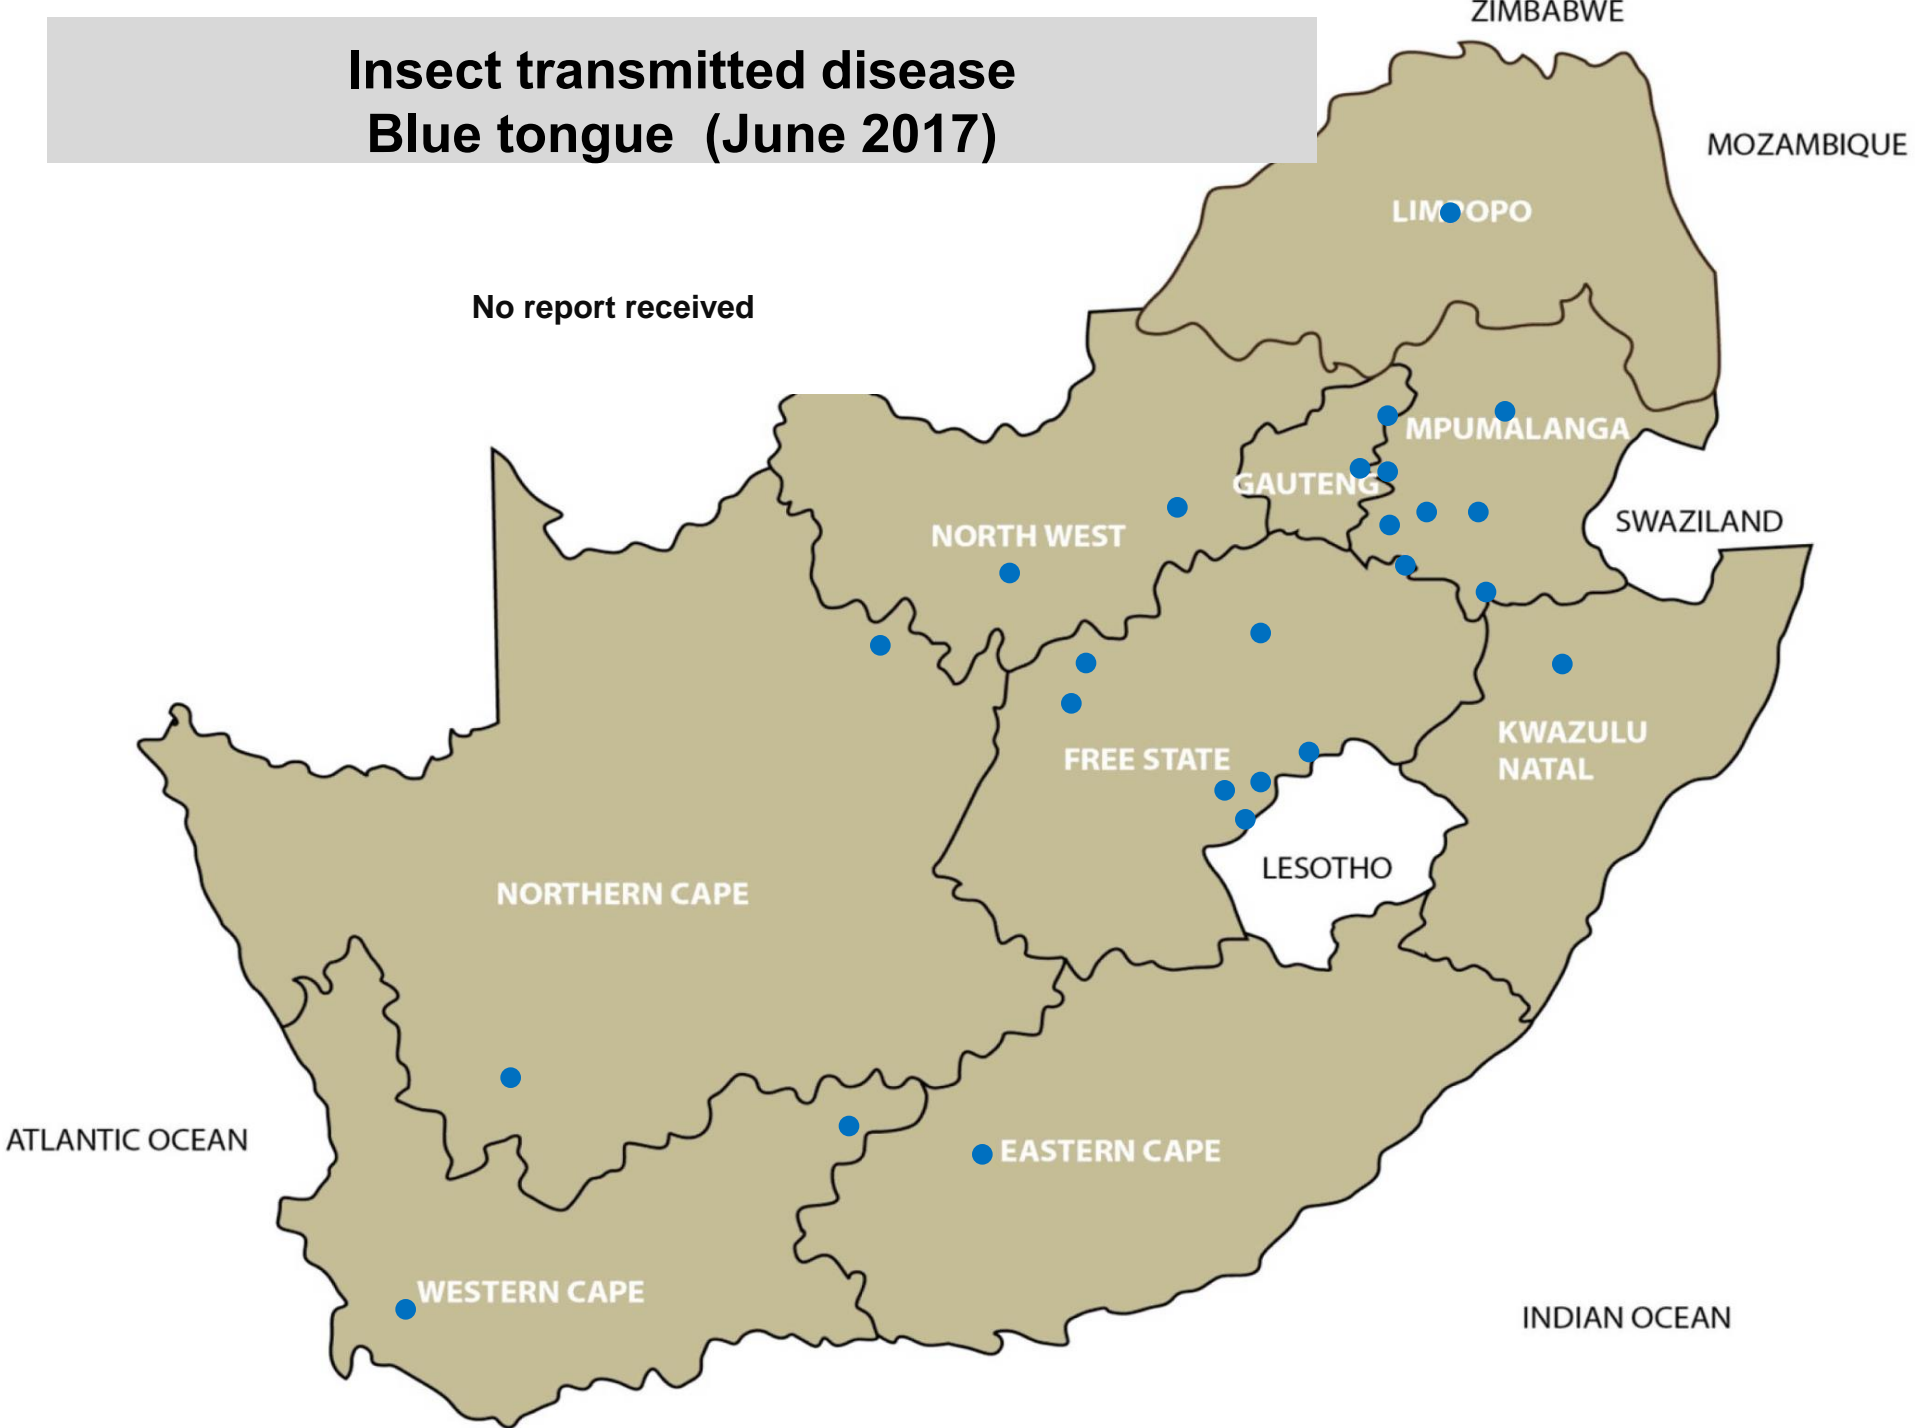 ZIMBABWE
Insect transmitted disease
Blue tongue (June 2017)
MOZAMBIQUE
LIMPOPO
No report received
MPUMALANGA
GAUTENG
SWAZILAND
NORTH WEST
KWAZULU
NATAL
FREE STATE
LESOTHO
NORTHERN CAPE
ATLANTIC OCEAN
EASTERN CAPE
WESTERN CAPE
INDIAN OCEAN